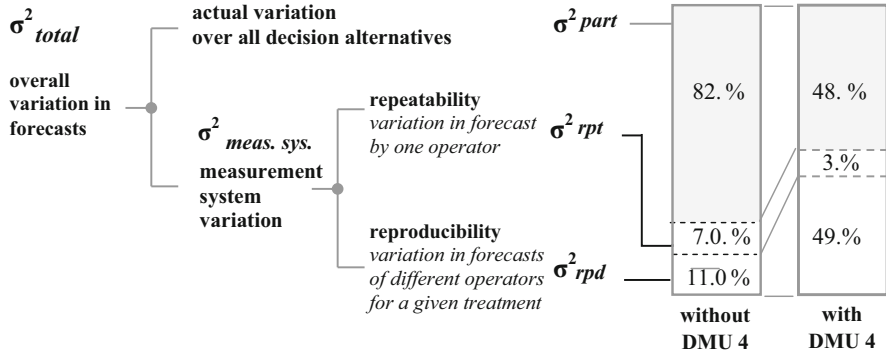 σ² total
overall
variation in
forecasts
actual variation
over all decision alternatives
σ² meas. sys.
measurement
system
variation
repeatability
variation in forecast
by one operator
reproducibility
variation in forecasts
of different operators
for a given treatment
σ² part
σ² rpt
σ² rpd
82. %
7.0. %
11.0 %
without
DMU 4
48. %
3.%
49.%
with
DMU 4